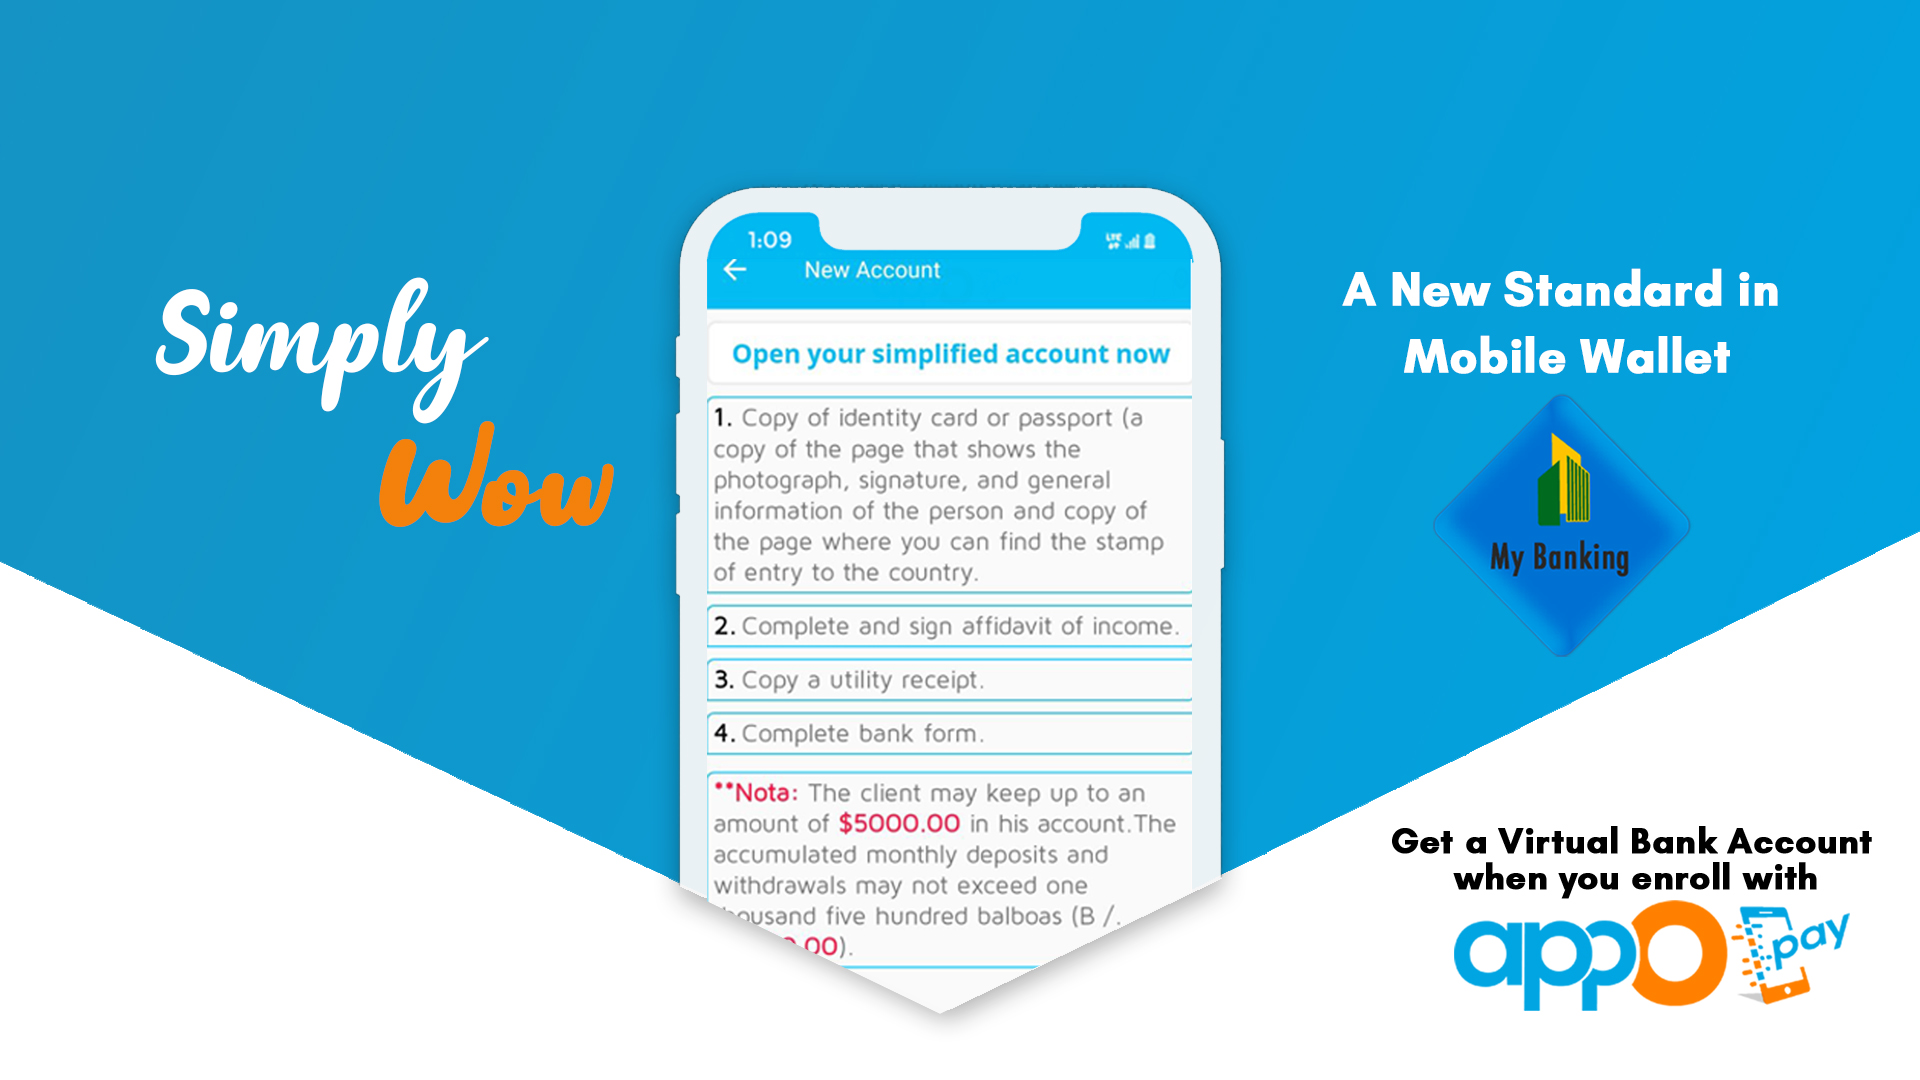 Simply
Wow
1:09
LTE
New Account
Open your simplified account now
1. Copy of identity card or passport (a
copy of the page that shows the
photograph, signature, and general
information of the person and copy of
the page where you can find the stamp
of entry to the country.
2. Complete and sign affidavit of income.
3. Copy a utility receipt.
4. Complete bank form.
**Nota: The client may keep up to an
amount of $5000.00 in his account.The
accumulated monthly deposits and
withdrawals may not exceed one
housand five hundred balboas (B /.
0.00).
A New Standard in
Mobile Wallet
My Banking
Get a Virtual Bank Account
when you enroll with
appO pay